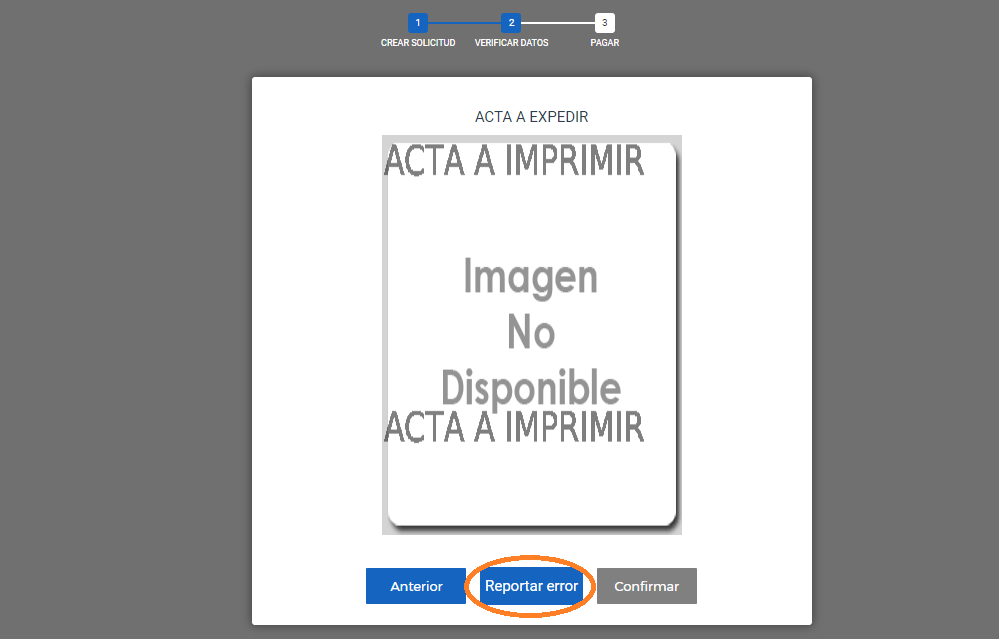 1
2
3
CREAR SOLICITUD
VERIFICAR DATOS
PAGAR
ACTA A EXPEDIR
ACTA A IMPRIMIR
Imagen
No
Disponible
ACTA A IMPRIMIR
Anterior
Reportar error
Confirmar